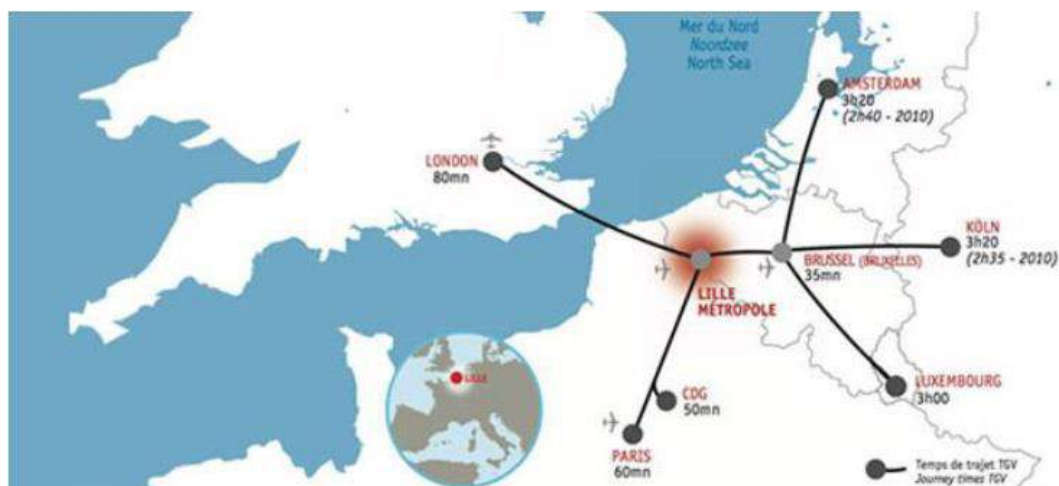 Mer du Nord
Noordzee
North Sea
AMSTERDAM
3h20
(2h40 - 2010)
LONDON
80mn
KÖLN
3h20
(2h35 - 2010)
BRUSSEL (BRUXELLES)
35mn
LILLE
MÉTROPOLE
LILLE
CDG
50mn
LUXEMBOURG
3h00
PARIS
60mn
Temps de trajet TGV
Journey times TGV